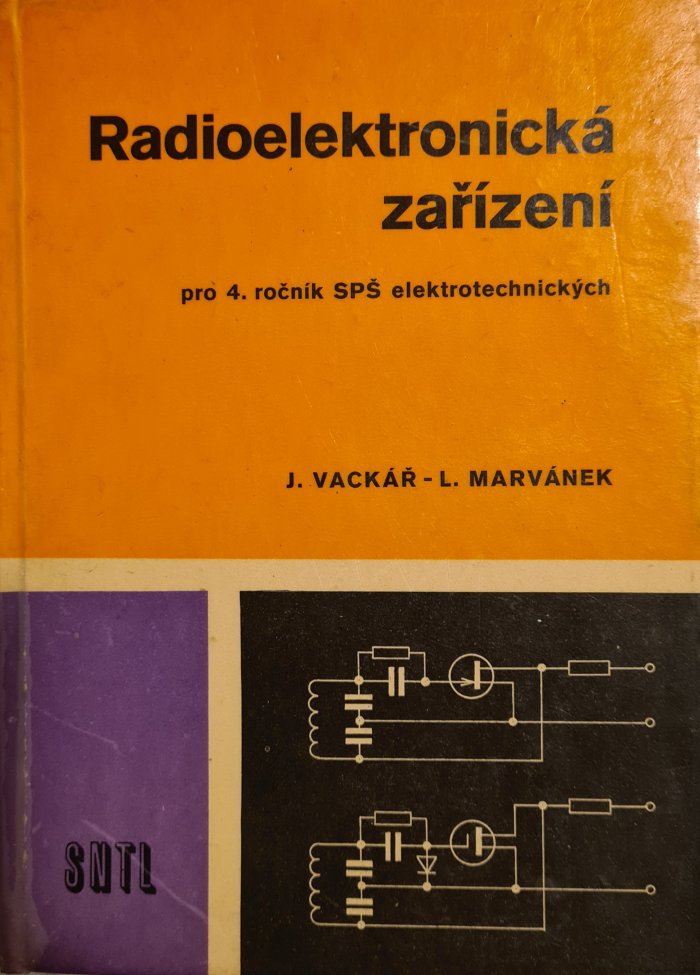 Radioelektronická
zařízení
pro 4. ročník SPŠ elektrotechnických
J. VACKÁŘ - L. MARVÁNEK
SNTL